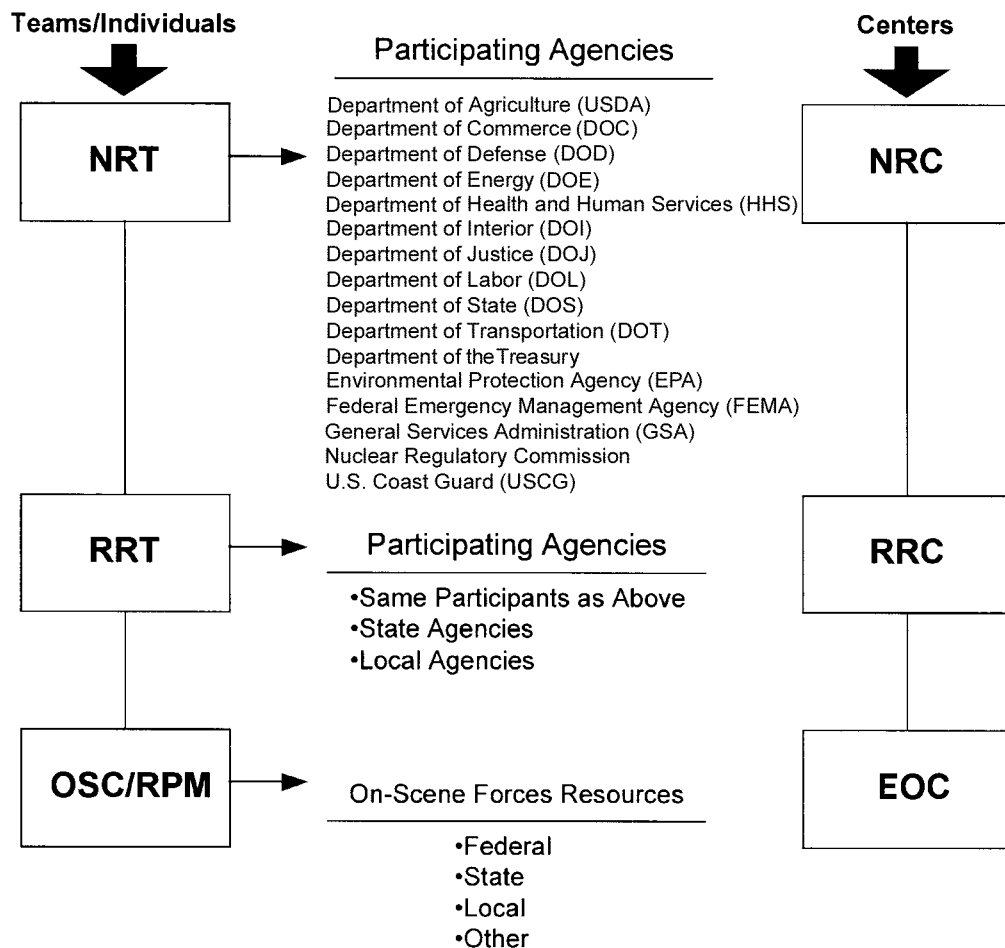 Teams/Individuals
Centers
Participating Agencies
NRT
Department of Agriculture (USDA)
Department of Commerce (DOC)
Department of Defense (DOD)
Department of Energy (DOE)
Department of Health and Human Services (HHS)
Department of Interior (DOI)
Department of Justice (DOJ)
Department of Labor (DOL)
Department of State (DOS)
Department of Transportation (DOT)
Department of the Treasury
Environmental Protection Agency (EPA)
Federal Emergency Management Agency (FEMA)
General Services Administration (GSA)
Nuclear Regulatory Commission
U.S. Coast Guard (USCG)
NRC
RRT
Participating Agencies
•Same Participants as Above
•State Agencies
•Local Agencies
RRC
OSC/RPM
On-Scene Forces Resources
•Federal
•State
•Local
•Other
EOC